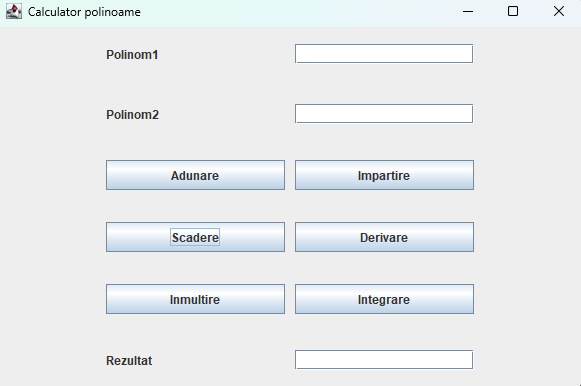 Calculator polinoame
Polinom1
Polinom2
Adunare Impartire
Scadere Derivare
Inmultire Integrare
Rezultat